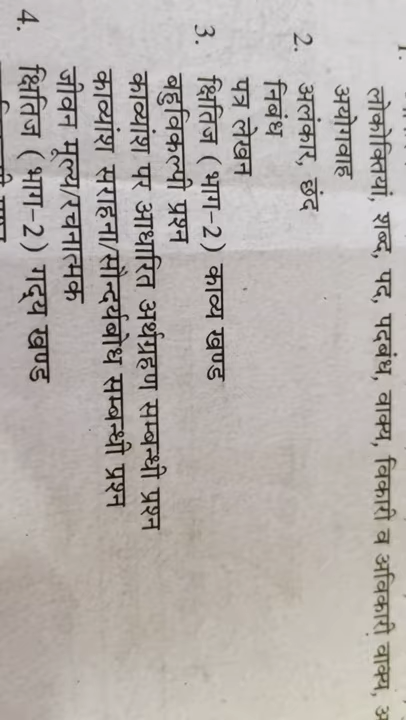 लोकोक्तियां, शब्द, पद, पदबंध, वाक्य, विकारी व अविकारी वाक्य,
अयोगवाह
2. अलंकार, छंद
निबंध
पत्र लेखन
3. क्षितिज (भाग-2) काव्य खण्ड
बहुविकल्पी प्रश्न
काव्यांश पर आधारित अर्थग्रहण सम्बन्धी प्रश्न
काव्यांश सराहना/सौन्दर्यबोध सम्बन्धी प्रश्न
जीवन मूल्य/रचनात्मक
4. क्षितिज (भाग-2) गद्य खण्ड